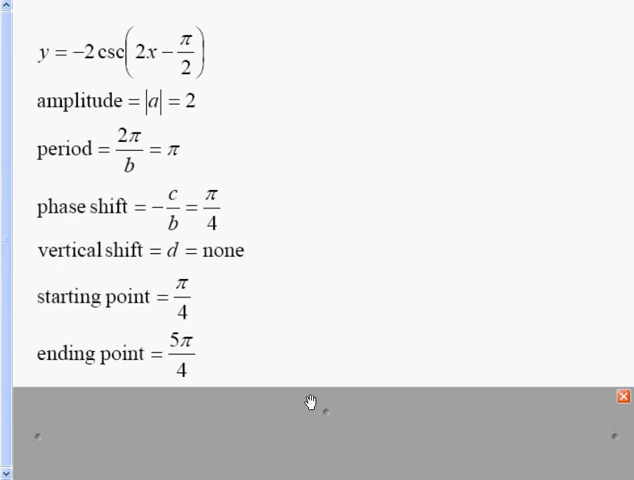 y = −2 csc(2x − π/2)
amplitude = |a| = 2
period = 2π/b = π
phase shift = −c/b = π/4
vertical shift = d = none
starting point = π/4
ending point = 5π/4